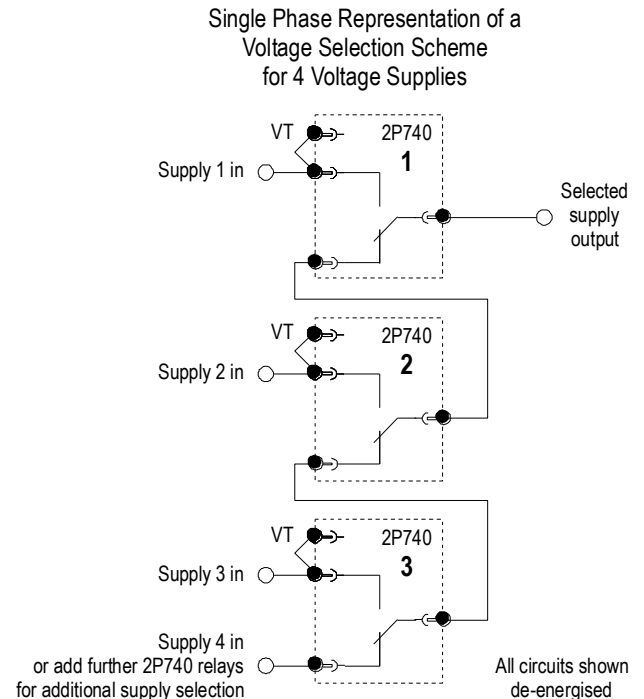 Single Phase Representation of a
Voltage Selection Scheme
for 4 Voltage Supplies
VT
2P740
1
Supply 1 in
Selected
supply
output
VT
2P740
2
Supply 2 in
VT
2P740
3
Supply 3 in
Supply 4 in
or add further 2P740 relays
for additional supply selection
All circuits shown
de-energised